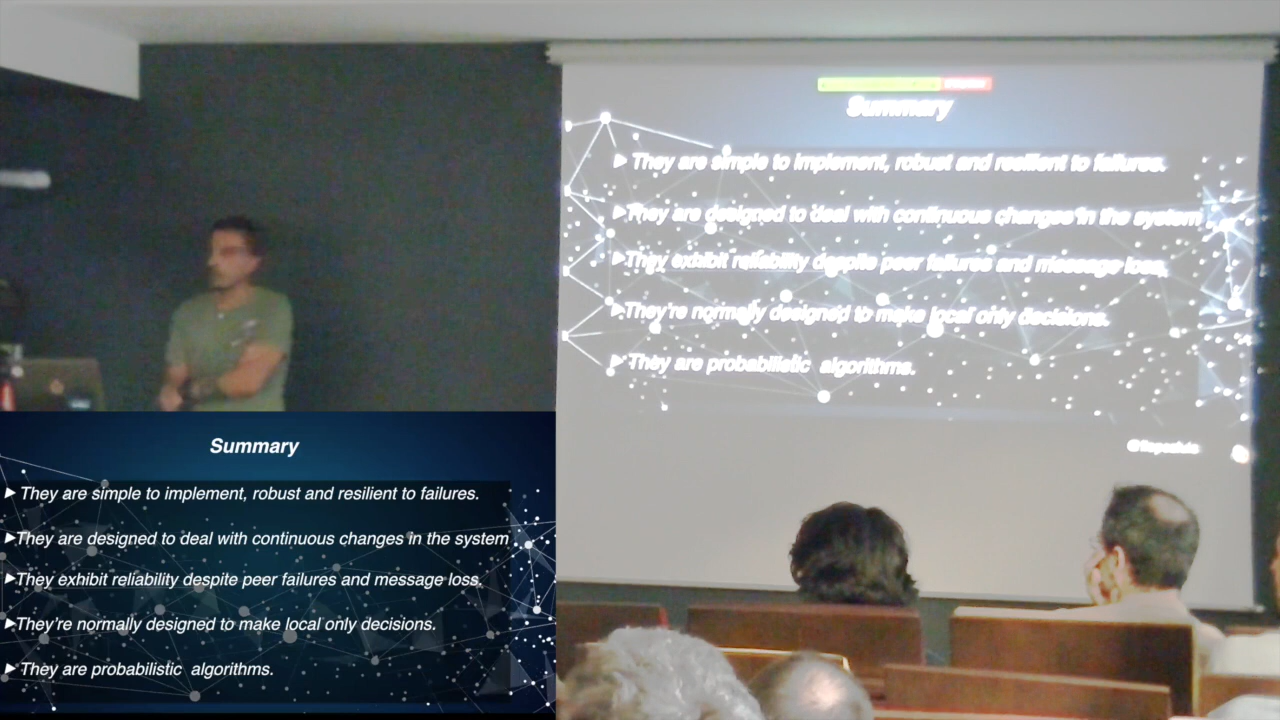 Summary
They are simple to implement, robust and resilient to failures.
They are designed to deal with continuous changes in the system
They exhibit reliability despite peer failures and message loss.
They're normally designed to make local only decisions.
They are probabilistic algorithms.
Summary
They are simple to implement, robust and resilient to failures.
They are designed to deal with continuous changes in the system
They exhibit reliability despite peer failures and message loss.
They're normally designed to make local only decisions.
They are probabilistic algorithms.